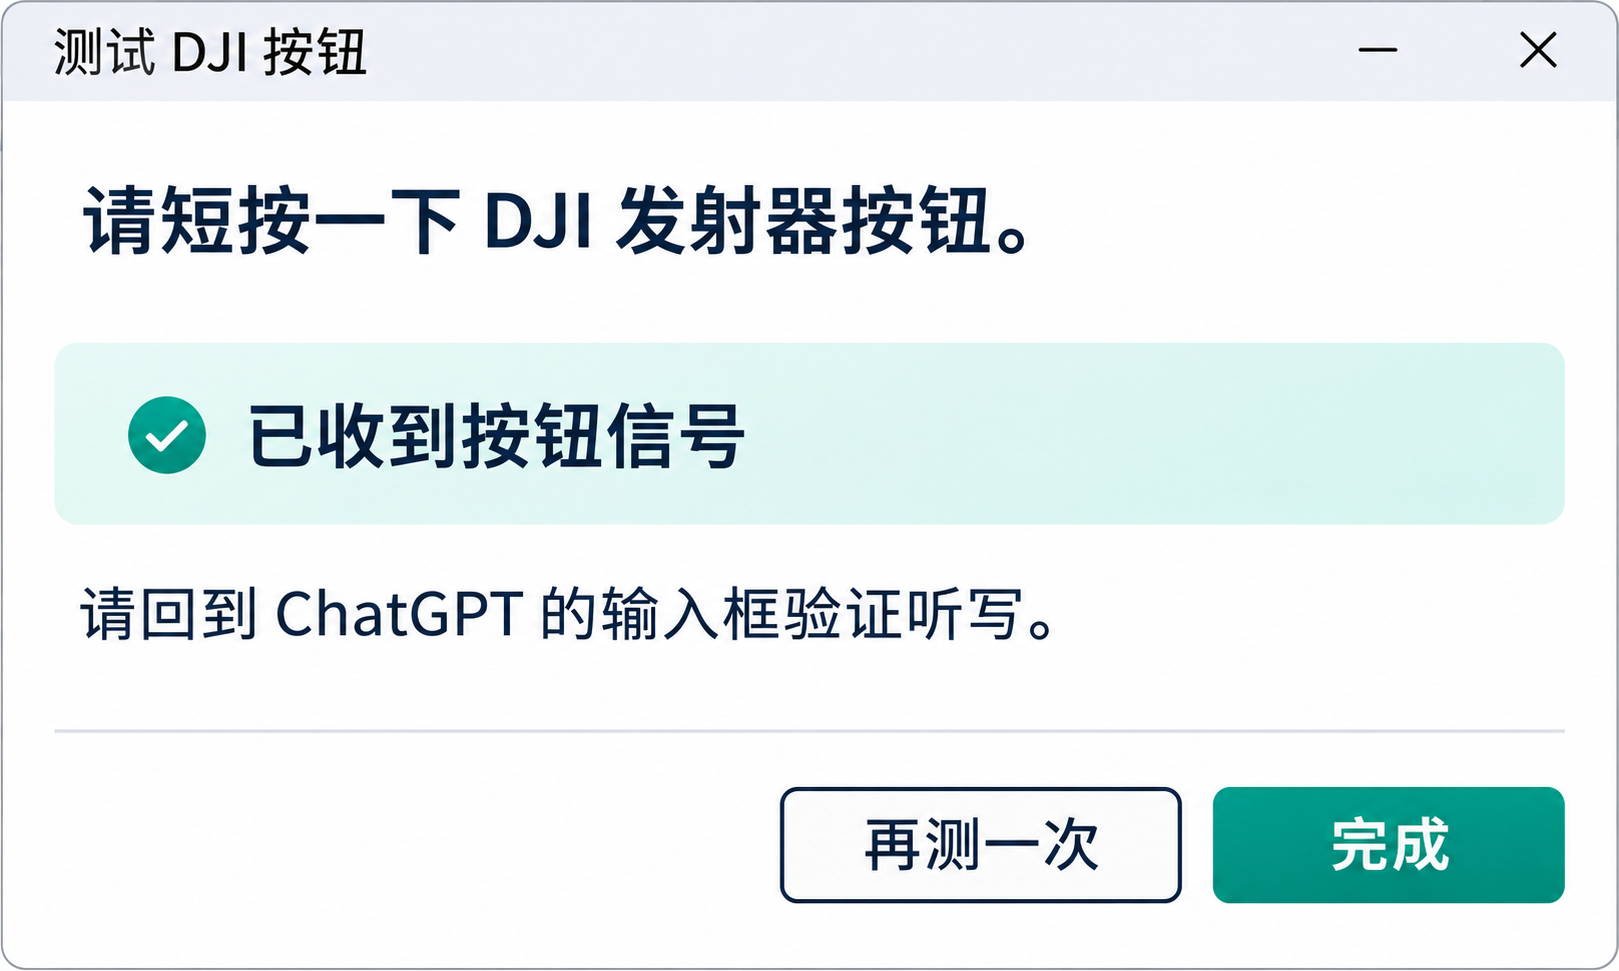 测试 DJI 按钮
请短按一下 DJI 发射器按钮。
已收到按钮信号
请回到 ChatGPT 的输入框验证听写。
再测一次
完成